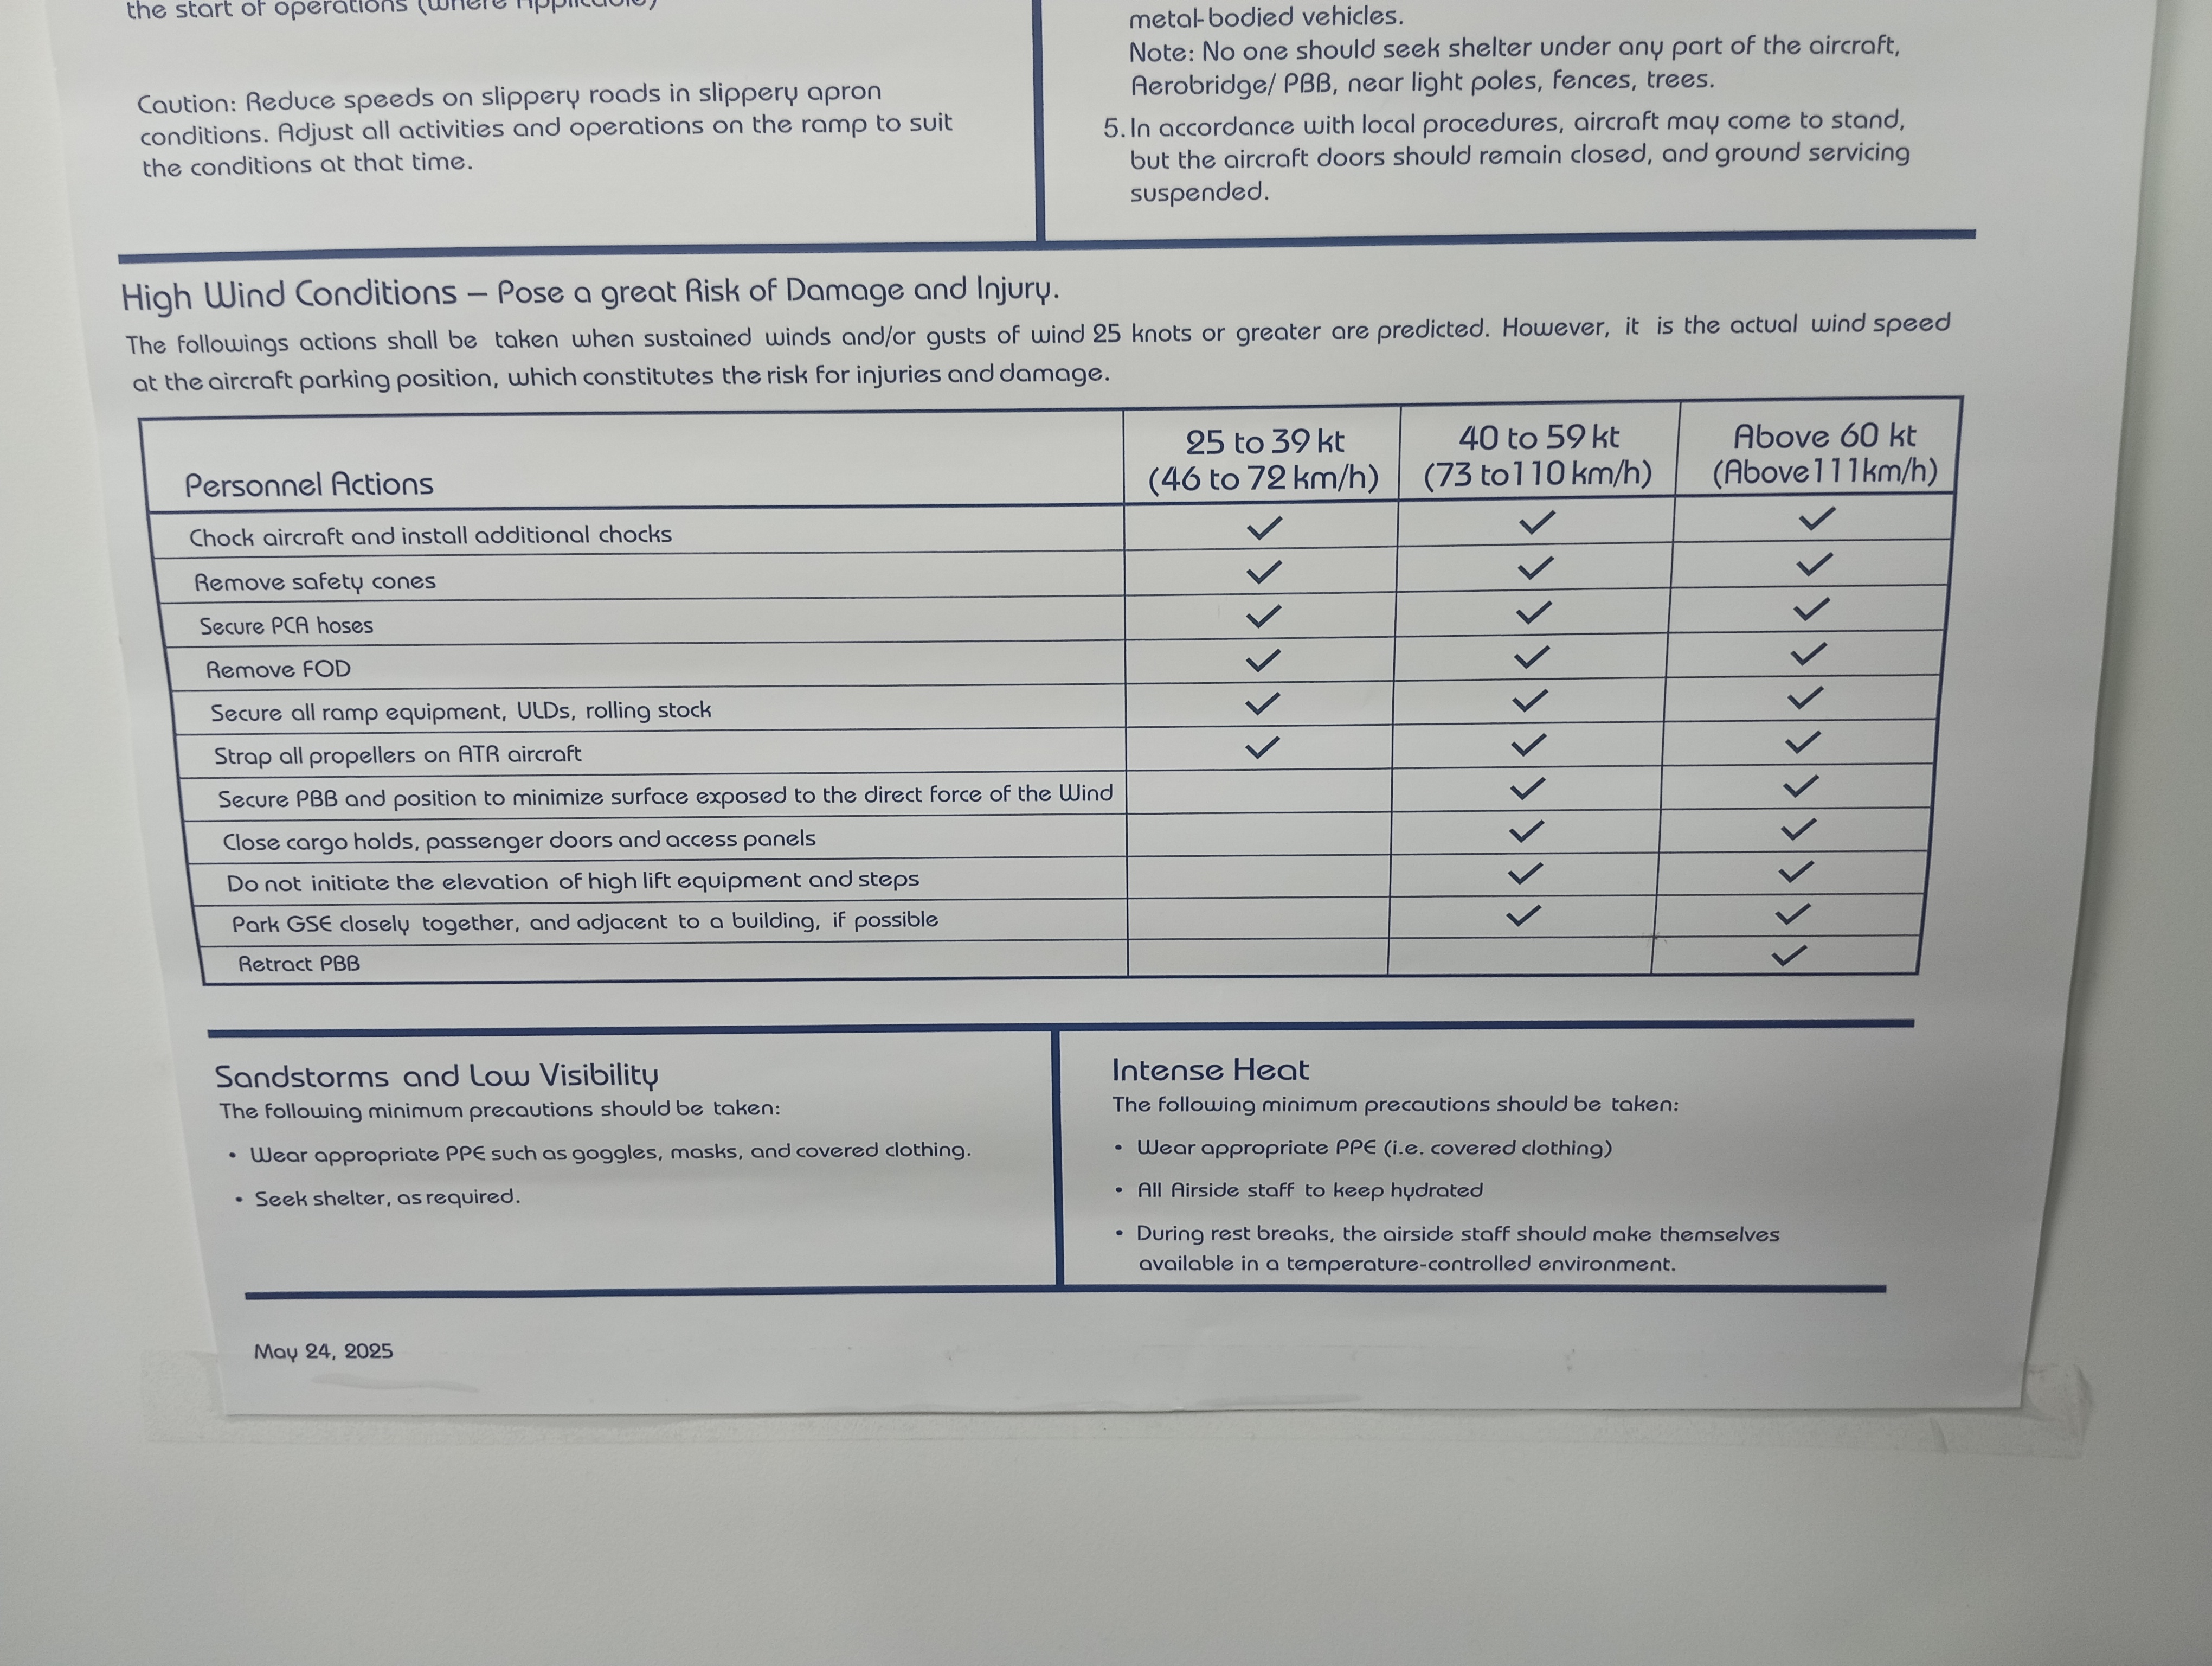 the start of operations (where Applicable)
Caution: Reduce speeds on slippery roads in slippery apron
conditions. Adjust all activities and operations on the ramp to suit
the conditions at that time.
metal-bodied vehicles.
Note: No one should seek shelter under any part of the aircraft,
Aerobridge/ PBB, near light poles, fences, trees.
5. In accordance with local procedures, aircraft may come to stand,
but the aircraft doors should remain closed, and ground servicing
suspended.
High Wind Conditions – Pose a great Risk of Damage and Injury.
The followings actions shall be taken when sustained winds and/or gusts of wind 25 knots or greater are predicted. However, it is the actual wind speed
at the aircraft parking position, which constitutes the risk for injuries and damage.
Personnel Actions | 25 to 39 kt (46 to 72 km/h) | 40 to 59 kt (73 to110 km/h) | Above 60 kt (Above111km/h)
Chock aircraft and install additional chocks ✓ ✓ ✓
Remove safety cones ✓ ✓ ✓
Secure PCA hoses ✓ ✓ ✓
Remove FOD ✓ ✓ ✓
Secure all ramp equipment, ULDs, rolling stock ✓ ✓ ✓
Strap all propellers on ATR aircraft ✓ ✓ ✓
Secure PBB and position to minimize surface exposed to the direct force of the Wind ✓ ✓
Close cargo holds, passenger doors and access panels ✓ ✓
Do not initiate the elevation of high lift equipment and steps ✓ ✓
Park GSE closely together, and adjacent to a building, if possible ✓ ✓
Retract PBB ✓
Sandstorms and Low Visibility
The following minimum precautions should be taken:
• Wear appropriate PPE such as goggles, masks, and covered clothing.
• Seek shelter, as required.
Intense Heat
The following minimum precautions should be taken:
• Wear appropriate PPE (i.e. covered clothing)
• All Airside staff to keep hydrated
• During rest breaks, the airside staff should make themselves
available in a temperature-controlled environment.
May 24, 2025